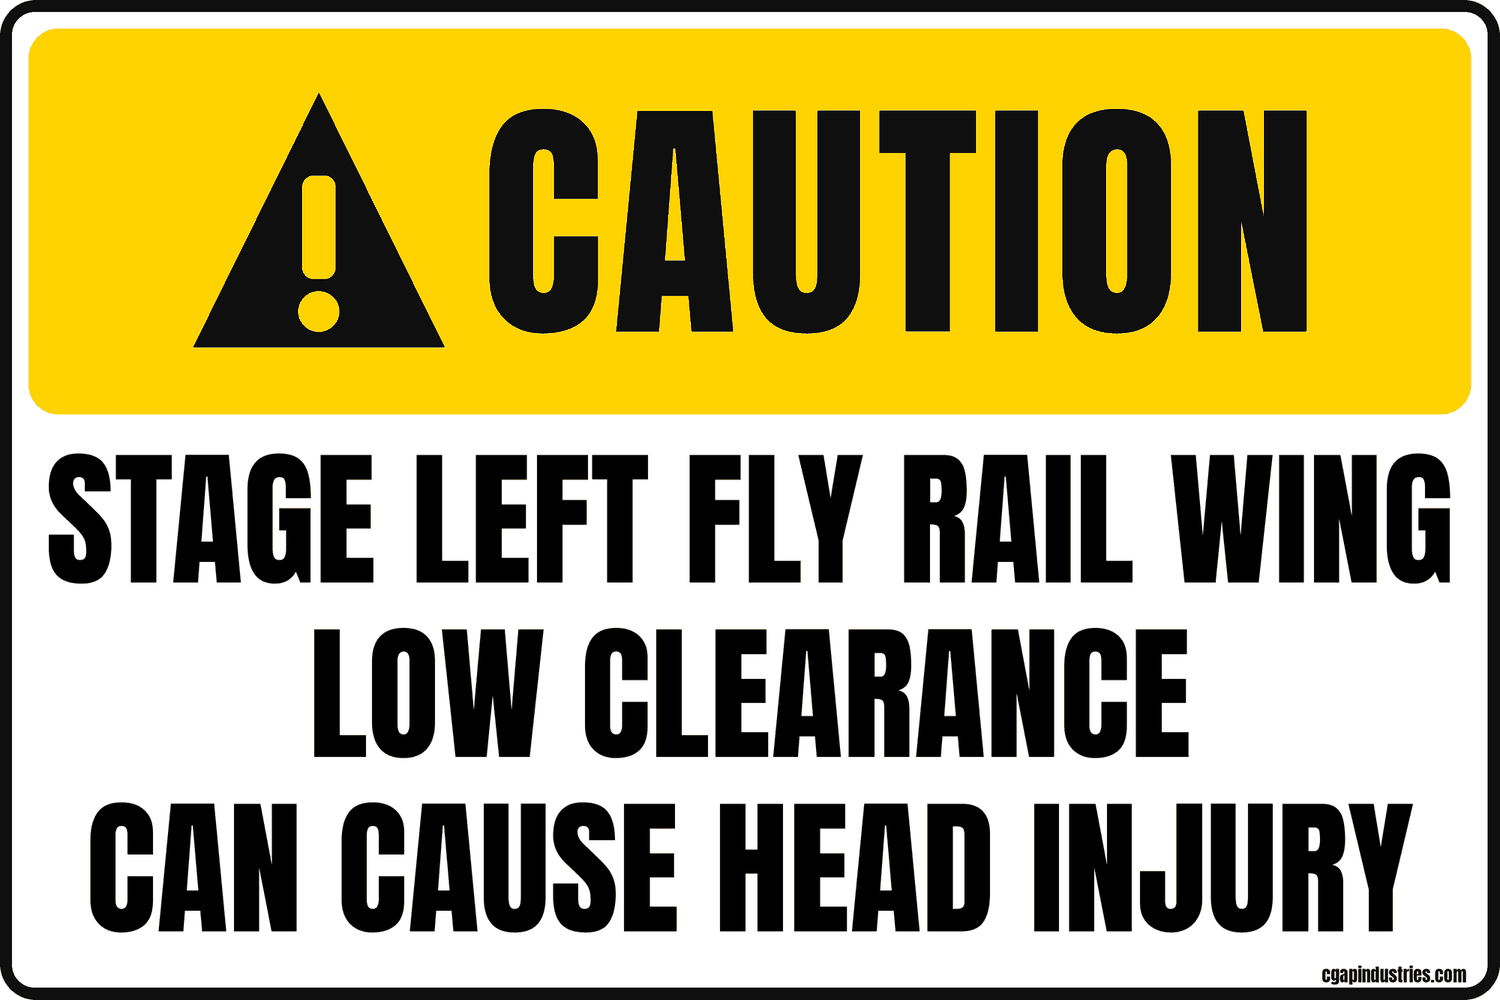 CAUTION
STAGE LEFT FLY RAIL WING
LOW CLEARANCE
CAN CAUSE HEAD INJURY
cgapindustries.com